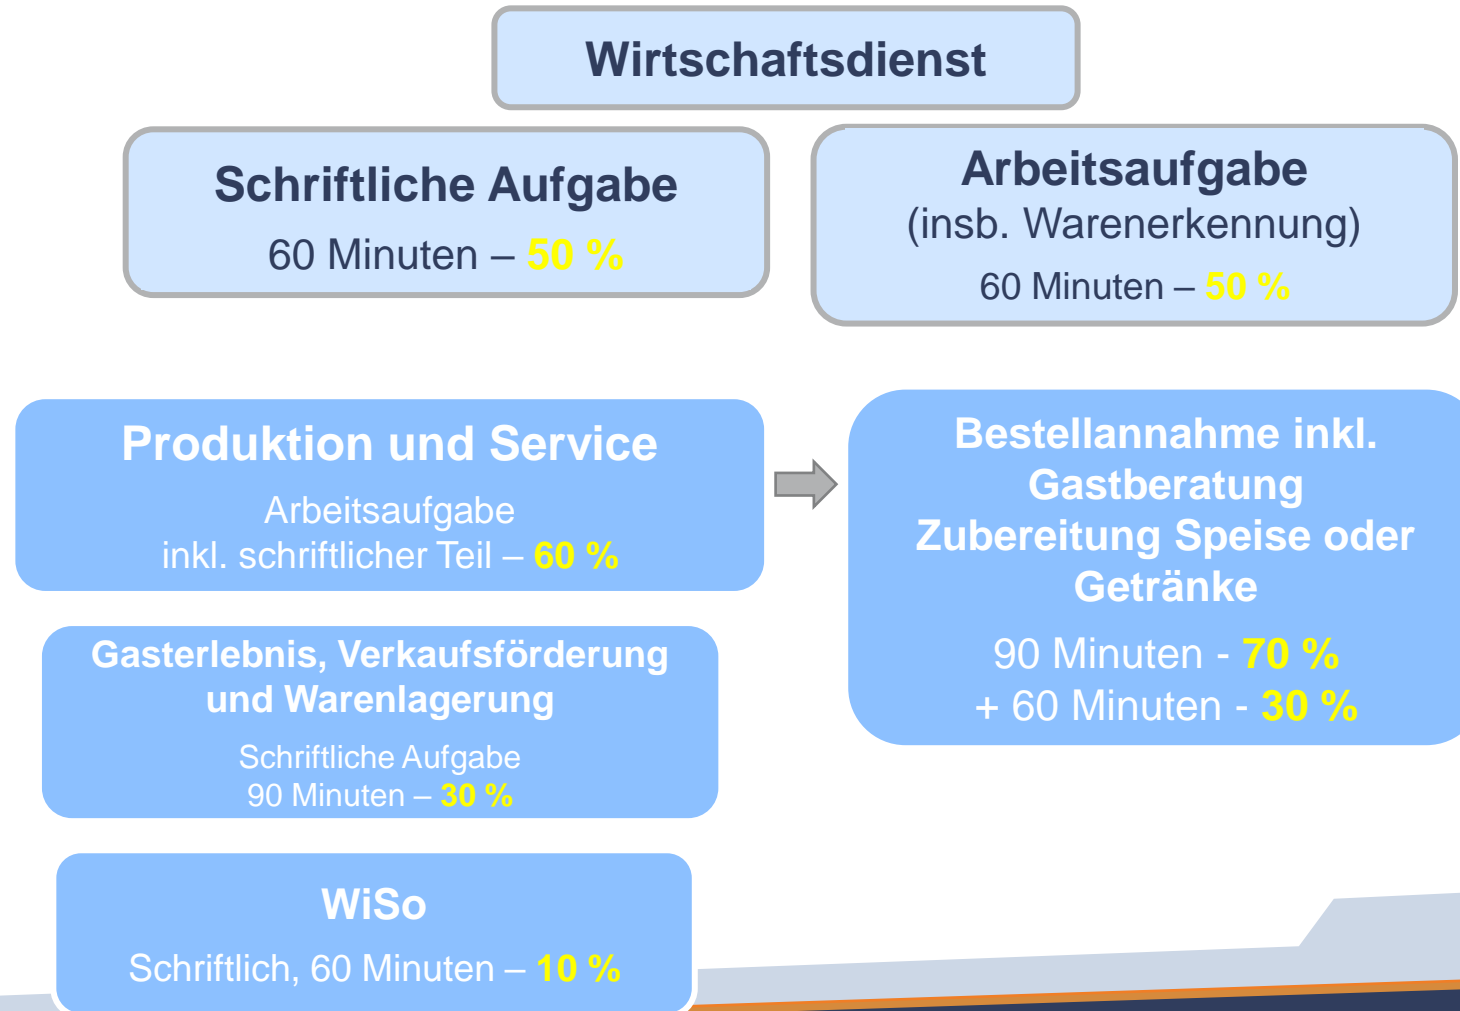 Wirtschaftsdienst
Schriftliche Aufgabe
60 Minuten – 50 %
Arbeitsaufgabe
(insb. Warenerkennung)
60 Minuten – 50 %
Produktion und Service
Arbeitsaufgabe
inkl. schriftlicher Teil – 60 %
Bestellannahme inkl.
Gastberatung
Zubereitung Speise oder
Getränke
90 Minuten - 70 %
+ 60 Minuten - 30 %
Gasterlebnis, Verkaufsförderung
und Warenlagerung
Schriftliche Aufgabe
90 Minuten – 30 %
WiSo
Schriftlich, 60 Minuten – 10 %